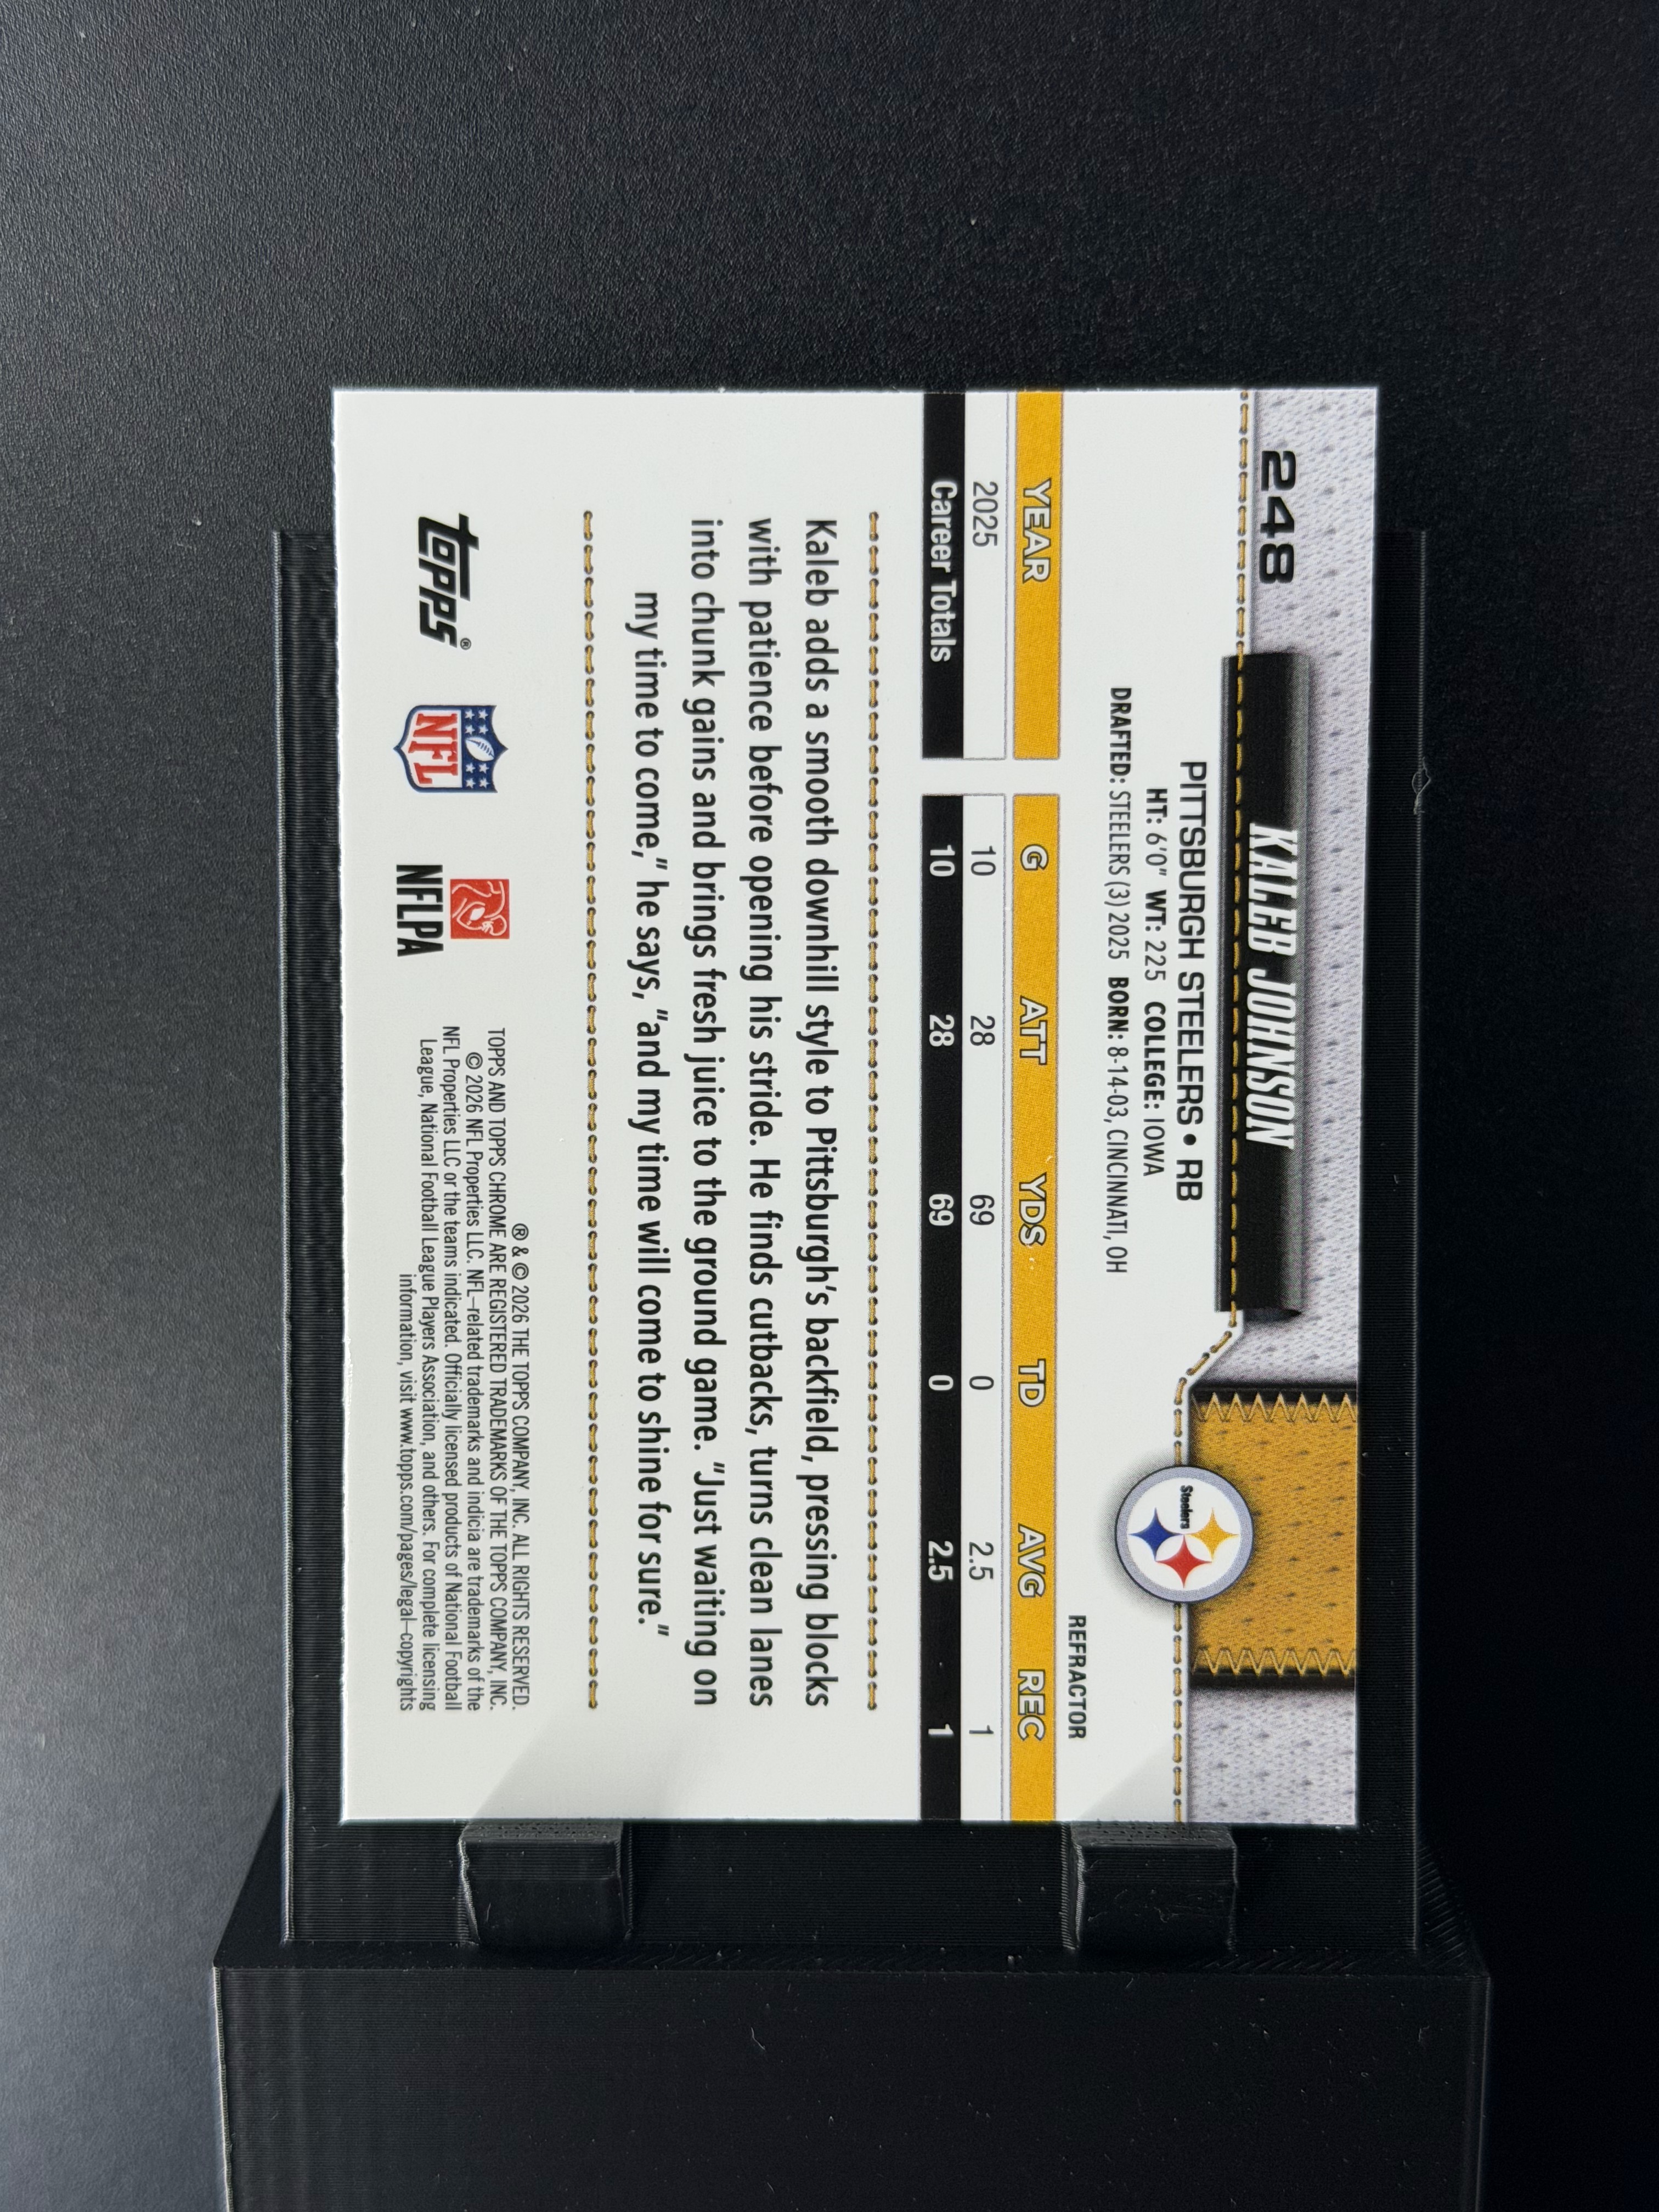 248
KALEB JOHNSON
PITTSBURGH STEELERS • RB
HT: 6'0" WT: 225 COLLEGE: IOWA
DRAFTED: STEELERS (3) 2025 BORN: 8-14-03, CINCINNATI, OH
Steelers
REFRACTOR
YEAR G ATT YDS TD AVG REC
2025 10 28 69 0 2.5 1
Career Totals 10 28 69 0 2.5 1
Kaleb adds a smooth downhill style to Pittsburgh's backfield, pressing blocks
with patience before opening his stride. He finds cutbacks, turns clean lanes
into chunk gains and brings fresh juice to the ground game. "Just waiting on
my time to come," he says, "and my time will come to shine for sure."
topps®
NFL
NFLPA
® & © 2026 THE TOPPS COMPANY, INC. ALL RIGHTS RESERVED.
TOPPS AND TOPPS CHROME ARE REGISTERED TRADEMARKS OF THE TOPPS COMPANY, INC.
© 2026 NFL Properties LLC. NFL–related trademarks and indicia are trademarks of the
NFL Properties LLC or the teams indicated. Officially licensed products of National Football
League, National Football League Players Association, and others. For complete licensing
information, visit www.topps.com/pages/legal–copyrights